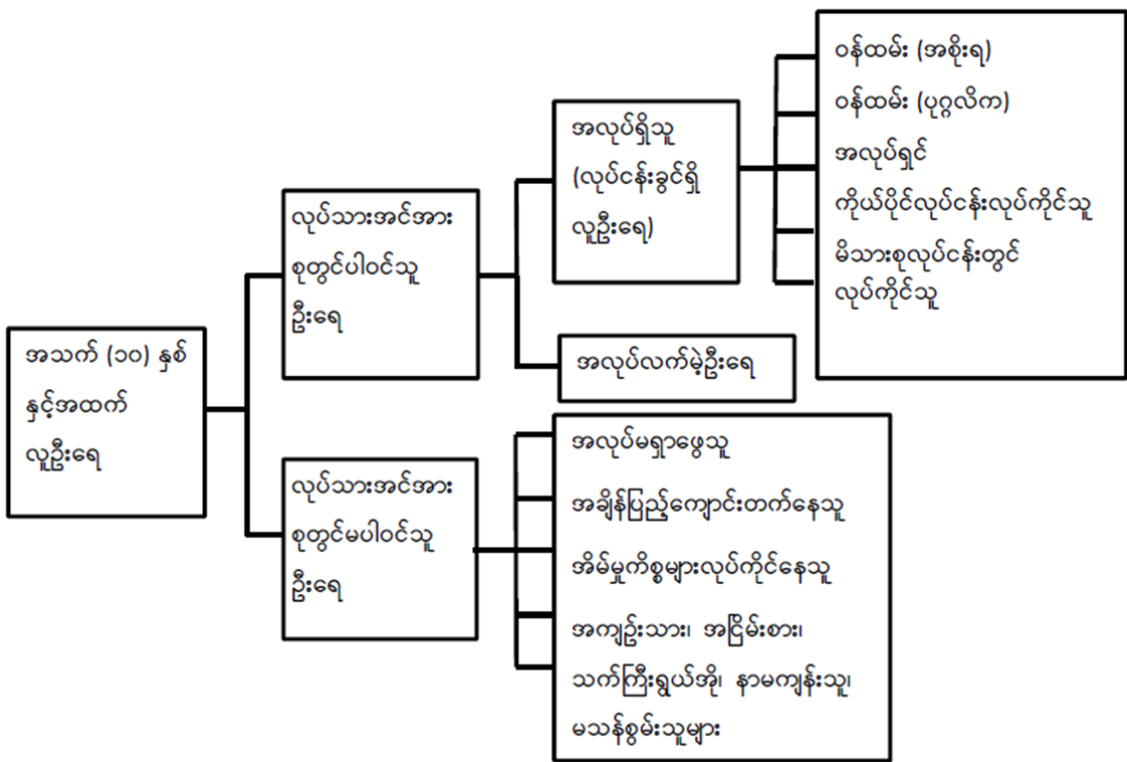 အသက် (၁၀) နှစ်
နှင့်အထက်
လူဦးရေ
လုပ်သားအင်အား
စုတွင်ပါဝင်သူ
ဦးရေ
အလုပ်ရှိသူ
(လုပ်ငန်းခွင်ရှိ
လူဦးရေ)
ဝန်ထမ်း (အစိုးရ)
ဝန်ထမ်း (ပုဂ္ဂလိက)
အလုပ်ရှင်
ကိုယ်ပိုင်လုပ်ငန်းလုပ်ကိုင်သူ
မိသားစုလုပ်ငန်းတွင်
လုပ်ကိုင်သူ
အလုပ်လက်မဲ့ဦးရေ
လုပ်သားအင်အား
စုတွင်မပါဝင်သူ
ဦးရေ
အလုပ်မရှာဖွေသူ
အချိန်ပြည့်ကျောင်းတက်နေသူ
အိမ်မှုကိစ္စများလုပ်ကိုင်နေသူ
အကျဉ်းသား၊ အငြိမ်းစား၊
သက်ကြီးရွယ်အို၊ နာမကျန်းသူ၊
မသန်စွမ်းသူများ